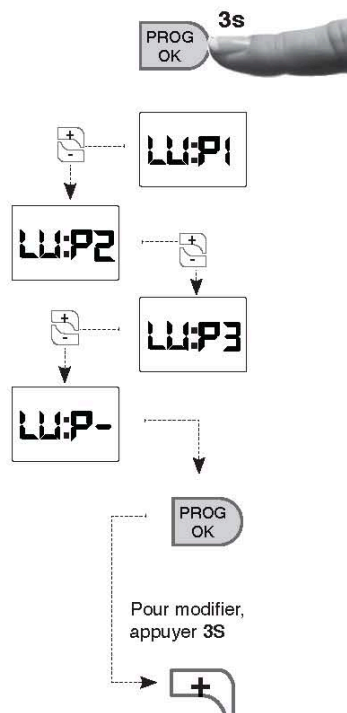 3s
PROG
OK
+
-
LU:P1
LU:P2
+
-
+
-
LU:P3
LU:P-
PROG
OK
Pour modifier,
appuyer 3S
+